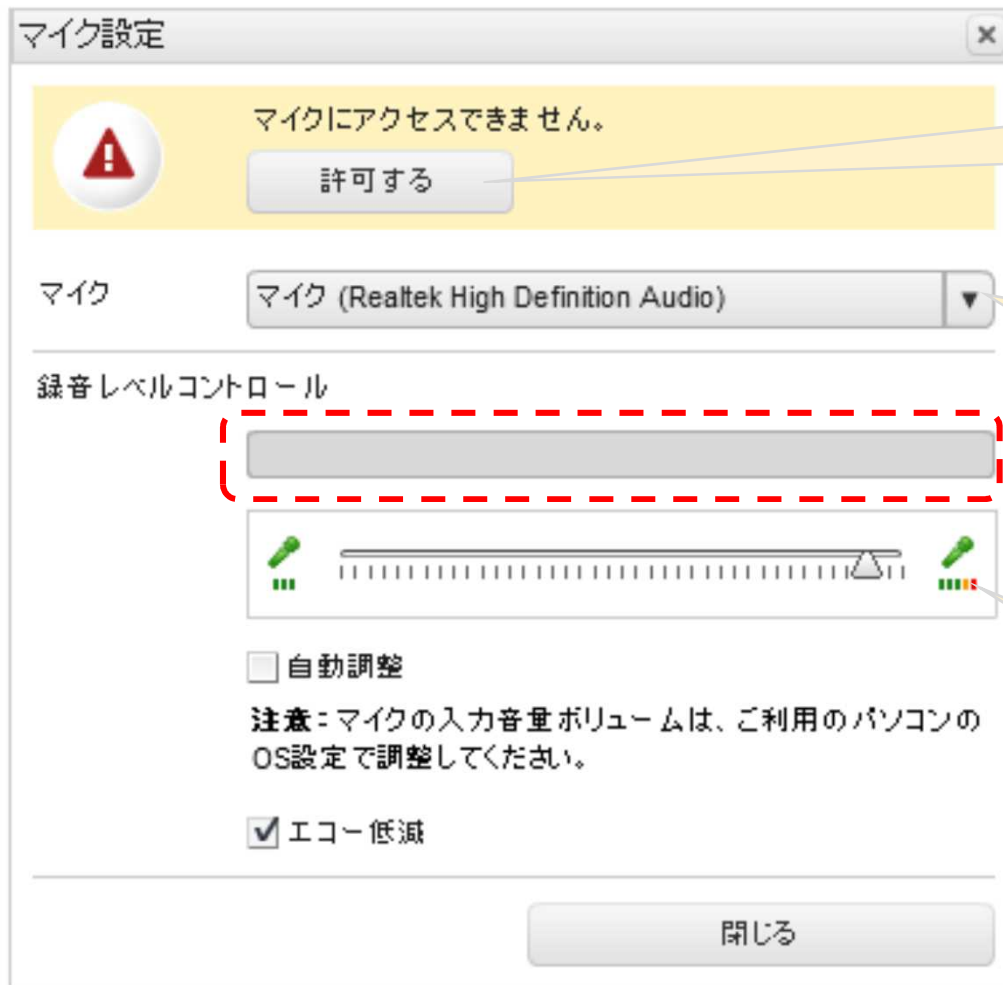 マイク設定
マイクにアクセスできません。
許可する
マイク
マイク (Realtek High Definition Audio)
録音レベルコントロール
自動調整
注意：マイクの入力音量ボリュームは、ご利用のパソコンの
OS設定で調整してください。
エコー低減
閉じる